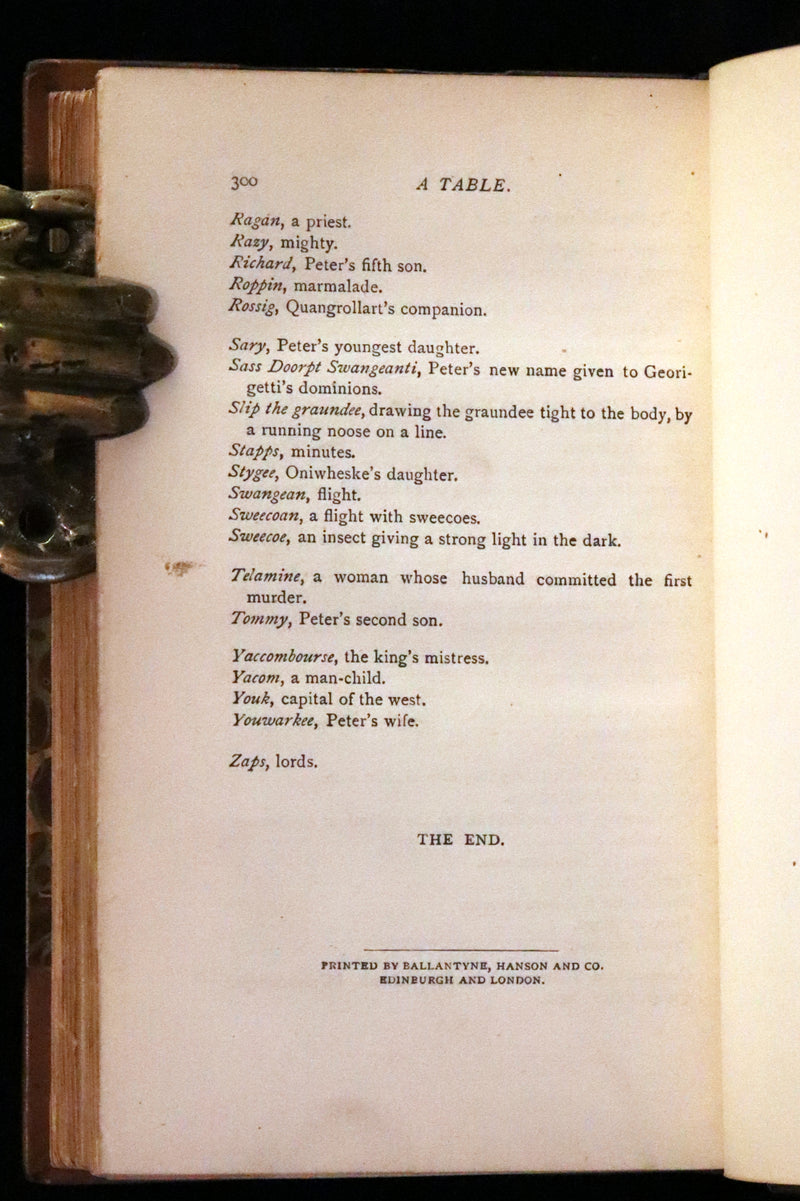 300 A TABLE.
Ragan, a priest.
Razy, mighty.
Richard, Peter's fifth son.
Roppin, marmalade.
Rossig, Quangrollart's companion.
Sary, Peter's youngest daughter.
Sass Doorpt Swangeanti, Peter's new name given to Geori-
getti's dominions.
Slip the graundee, drawing the graundee tight to the body, by
a running noose on a line.
Stapps, minutes.
Stygee, Oniwheske's daughter.
Swangean, flight.
Sweecoan, a flight with sweecoes.
Sweecoe, an insect giving a strong light in the dark.
Telamine, a woman whose husband committed the first
murder.
Tommy, Peter's second son.
Yaccombourse, the king's mistress.
Yacom, a man-child.
Youk, capital of the west.
Youwarkee, Peter's wife.
Zaps, lords.
THE END.
PRINTED BY BALLANTYNE, HANSON AND CO.
EDINBURGH AND LONDON.